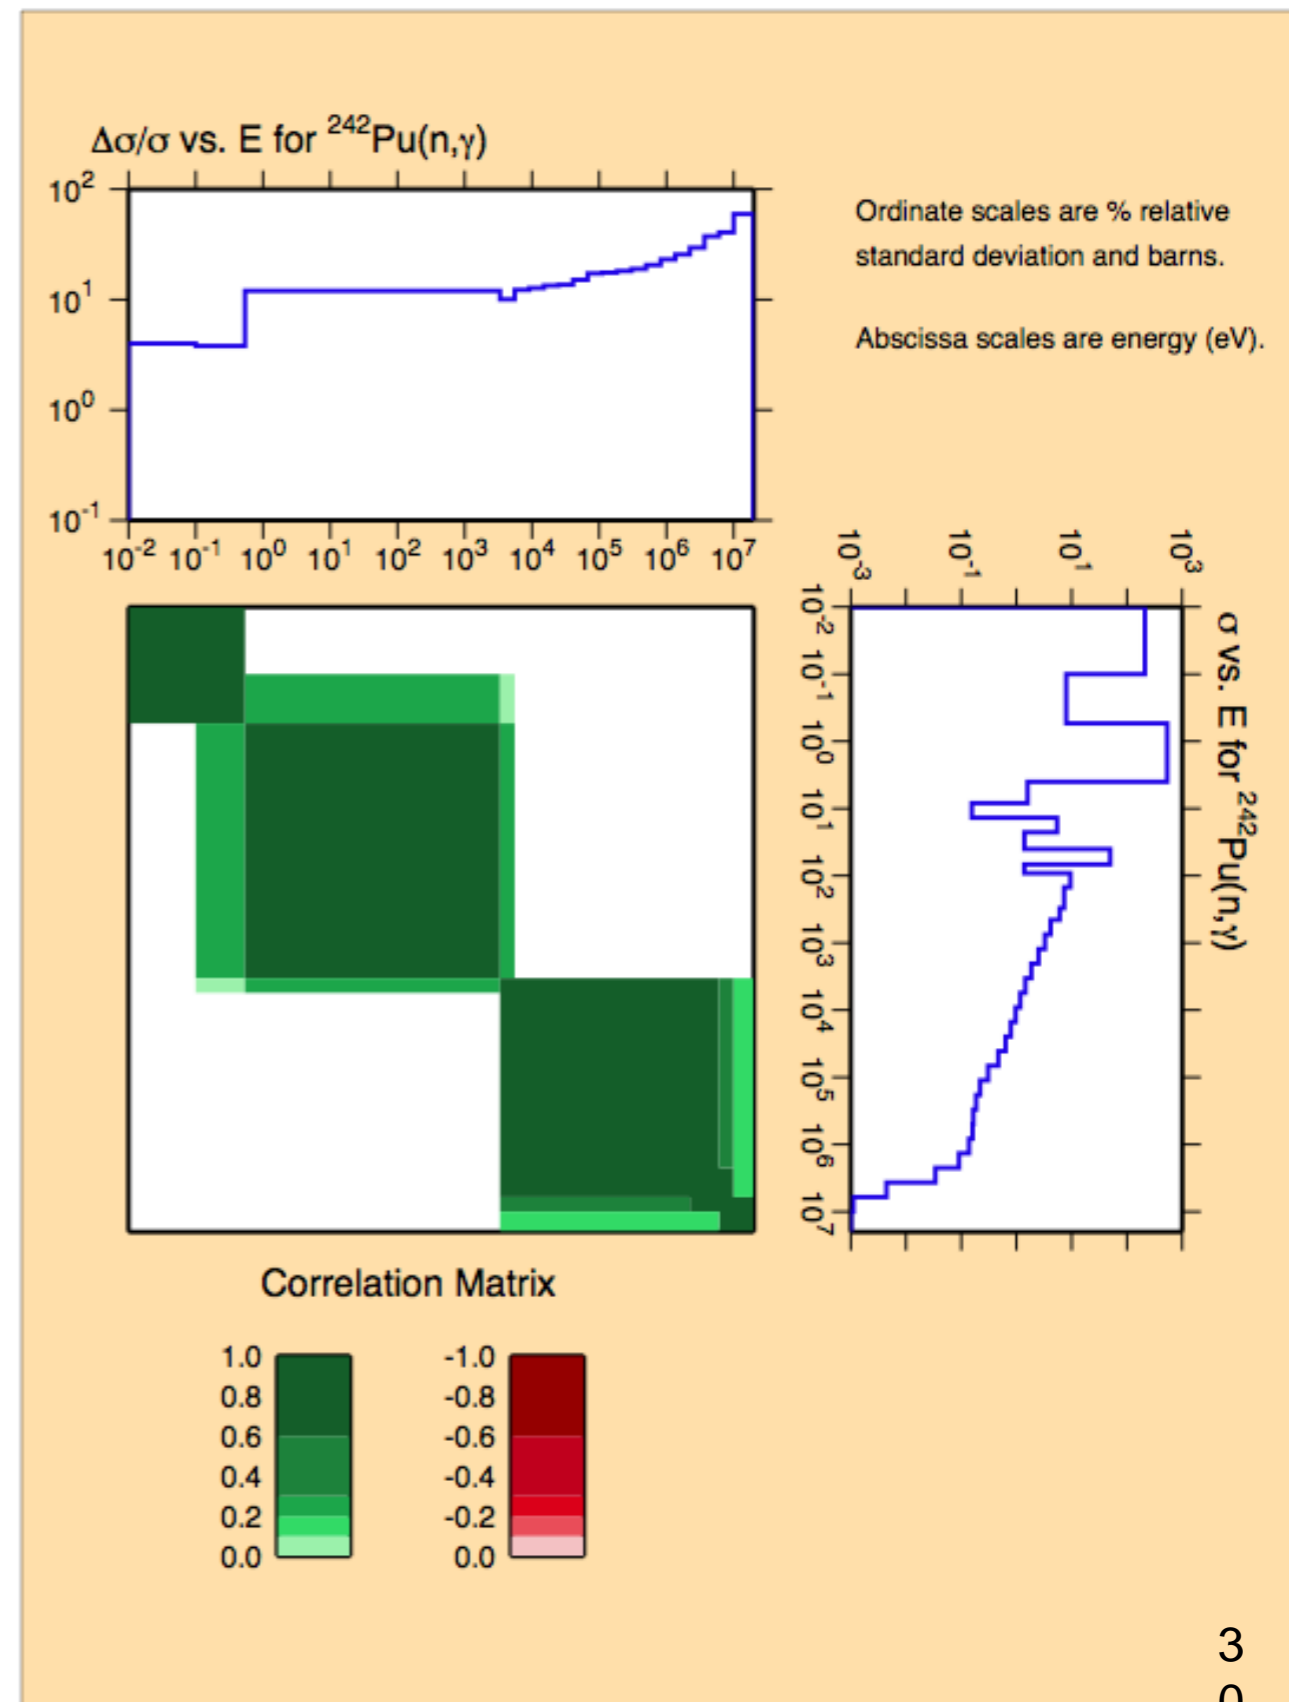 Δσ/σ vs. E for ²⁴²Pu(n,γ)
10²
10¹
10⁰
10⁻¹
10⁻² 10⁻¹ 10⁰ 10¹ 10² 10³ 10⁴ 10⁵ 10⁶ 10⁷
Ordinate scales are % relative
standard deviation and barns.
Abscissa scales are energy (eV).
10⁻³ 10⁻¹ 10¹ 10³
10⁻² 10⁻¹ 10⁰ 10¹ 10² 10³ 10⁴ 10⁵ 10⁶ 10⁷
σ vs. E for ²⁴²Pu(n,γ)
Correlation Matrix
1.0 -1.0
0.8 -0.8
0.6 -0.6
0.4 -0.4
0.2 -0.2
0.0 0.0
3